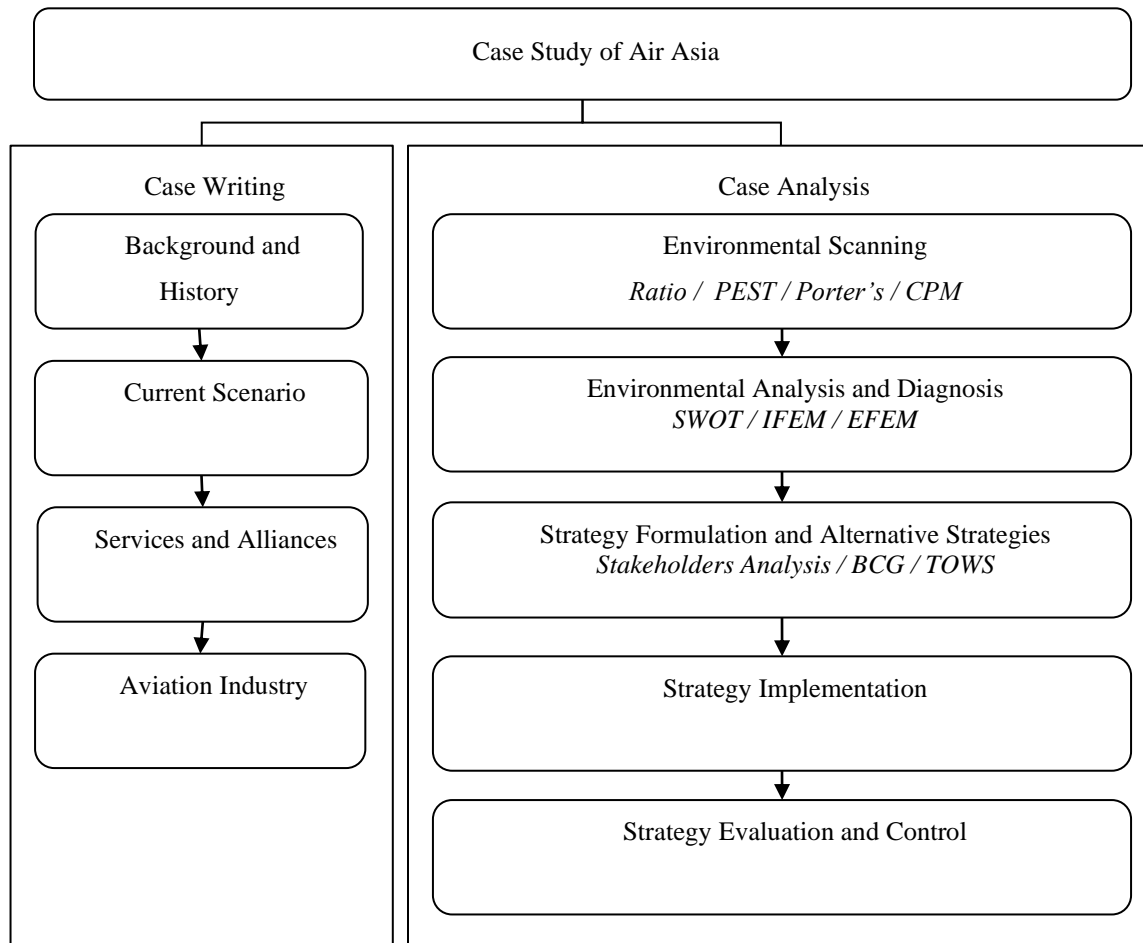 Case Study of Air Asia
Case Writing
Background and
History
Current Scenario
Services and Alliances
Aviation Industry
Case Analysis
Environmental Scanning
Ratio / PEST / Porter's / CPM
Environmental Analysis and Diagnosis
SWOT / IFEM / EFEM
Strategy Formulation and Alternative Strategies
Stakeholders Analysis / BCG / TOWS
Strategy Implementation
Strategy Evaluation and Control